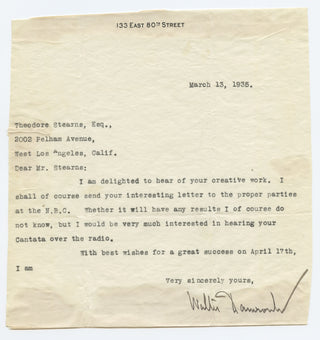 133 EAST 80TH STREET
March 13, 1935.
Theodore Stearns, Esq.,
2002 Pelham Avenue,
West Los Angeles, Calif.
Dear Mr. Stearns:
I am delighted to hear of your creative work. I
shall of course send your interesting letter to the proper parties
at the N.B.C. Whether it will have any results I of course do
not know, but I would be very much interested in hearing your
Cantata over the radio.
With best wishes for a great success on April 17th,
I am
Very sincerely yours,
Walter Damrosch